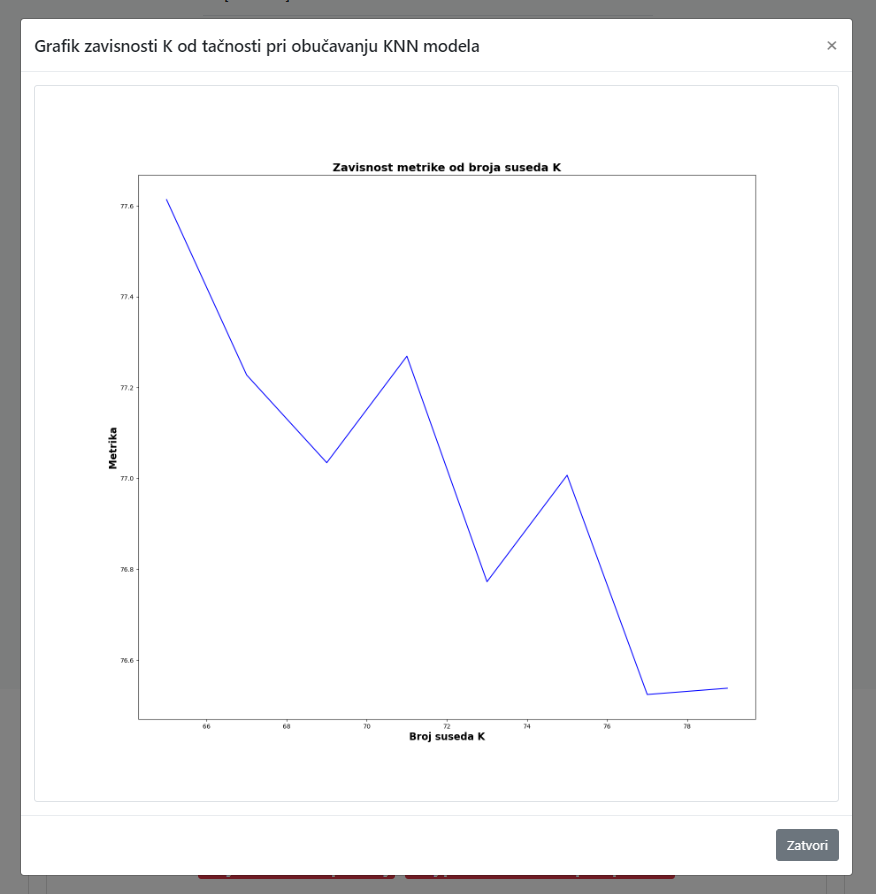 Grafik zavisnosti K od tačnosti pri obučavanju KNN modela
×
Zavisnost metrike od broja suseda K
77.6
77.4
77.2
77.0
76.8
76.6
Metrika
66 68 70 72 74 76 78
Broj suseda K
Zatvori